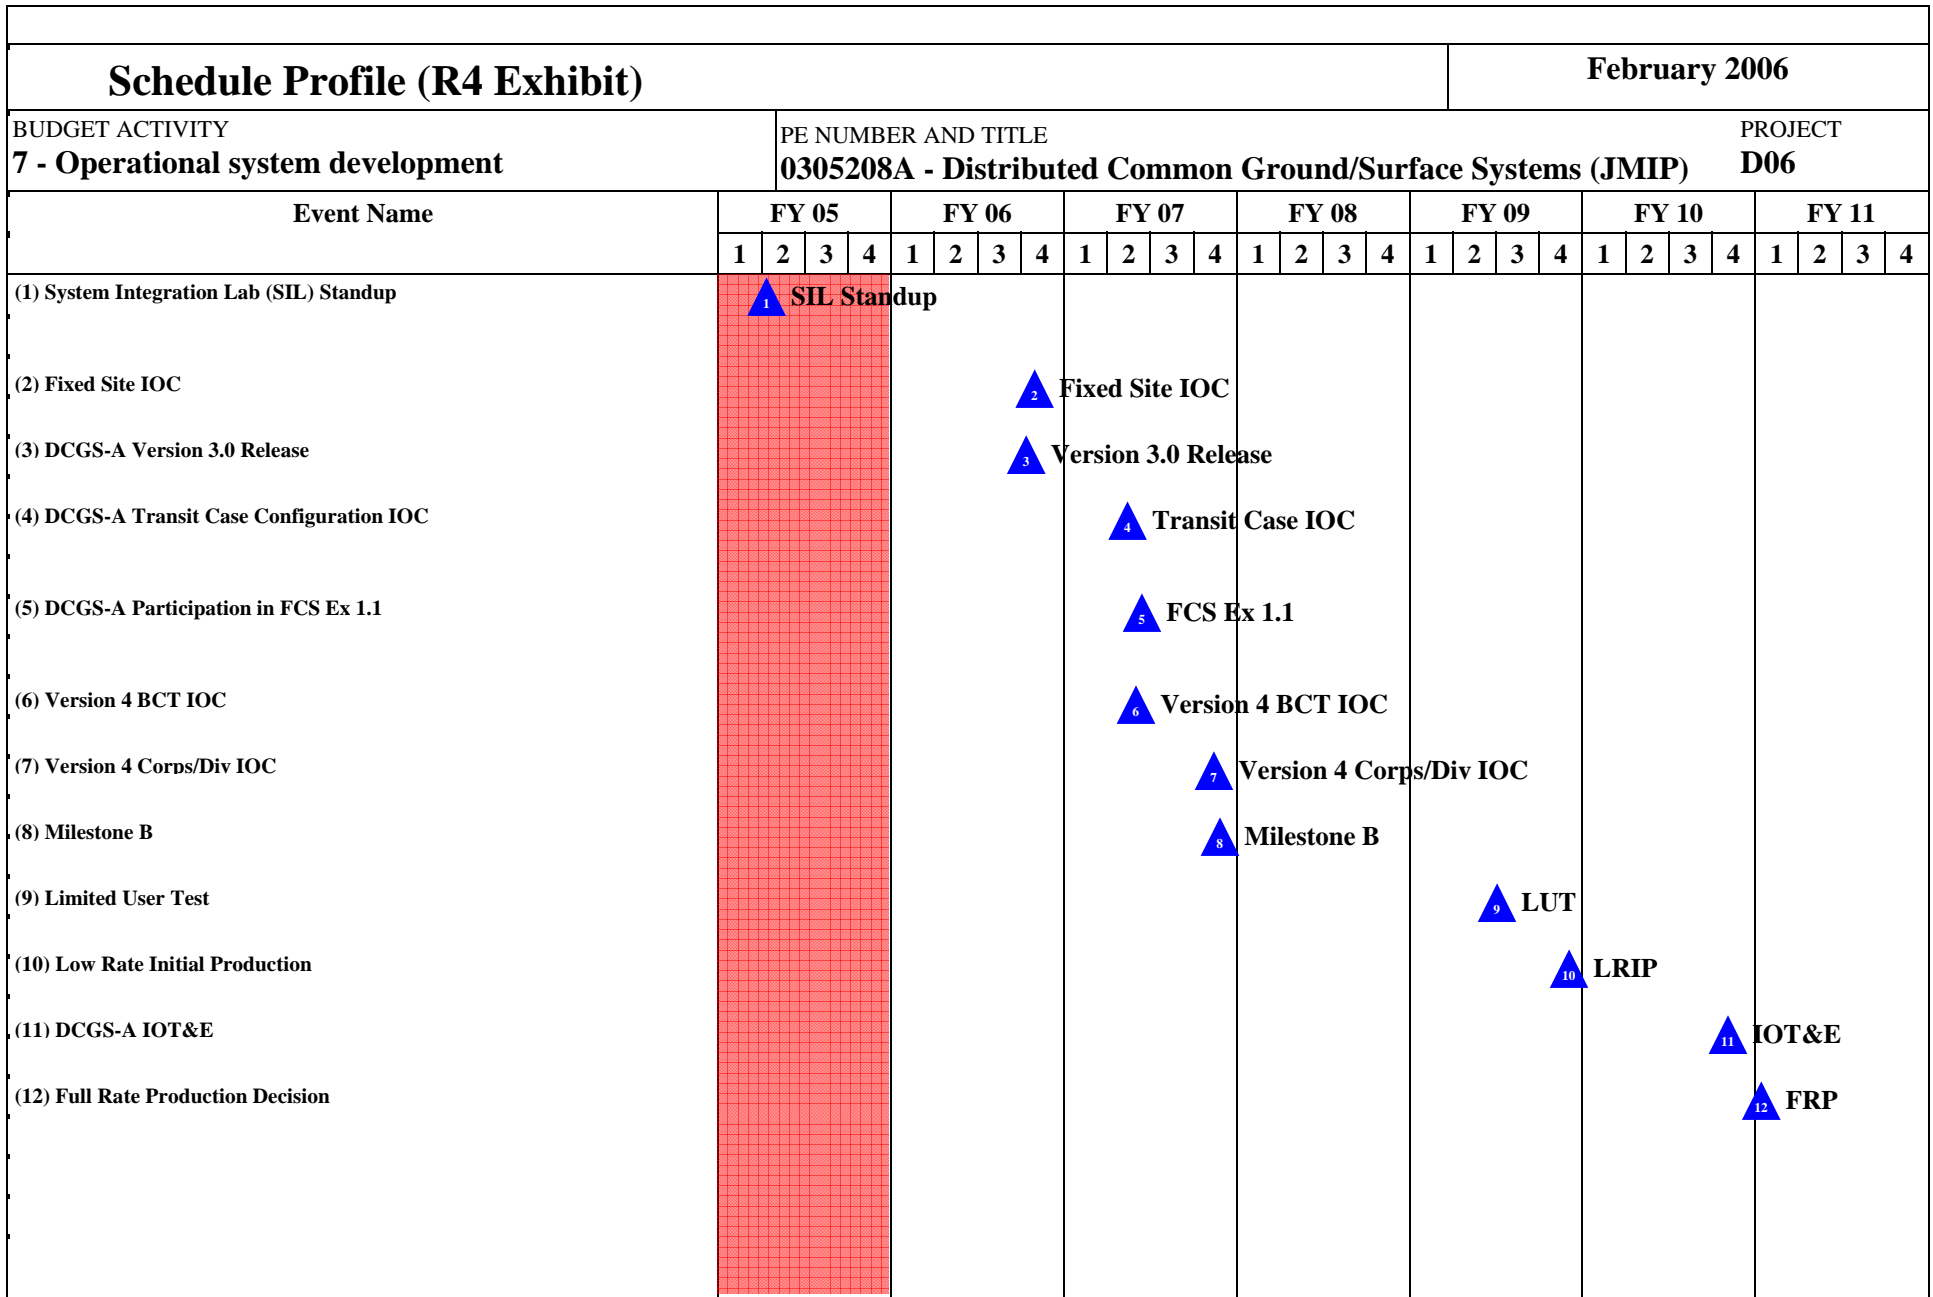 Schedule Profile (R4 Exhibit)
February 2006
BUDGET ACTIVITY
7 - Operational system development
PE NUMBER AND TITLE
0305208A - Distributed Common Ground/Surface Systems (JMIP)
PROJECT
D06
Event Name
FY 05 FY 06 FY 07 FY 08 FY 09 FY 10 FY 11
1 2 3 4 1 2 3 4 1 2 3 4 1 2 3 4 1 2 3 4 1 2 3 4 1 2 3 4
(1) System Integration Lab (SIL) Standup
1 SIL Standup
(2) Fixed Site IOC
2 Fixed Site IOC
(3) DCGS-A Version 3.0 Release
3 Version 3.0 Release
(4) DCGS-A Transit Case Configuration IOC
4 Transit Case IOC
(5) DCGS-A Participation in FCS Ex 1.1
5 FCS Ex 1.1
(6) Version 4 BCT IOC
6 Version 4 BCT IOC
(7) Version 4 Corps/Div IOC
7 Version 4 Corps/Div IOC
(8) Milestone B
8 Milestone B
(9) Limited User Test
9 LUT
(10) Low Rate Initial Production
10 LRIP
(11) DCGS-A IOT&E
11 IOT&E
(12) Full Rate Production Decision
12 FRP